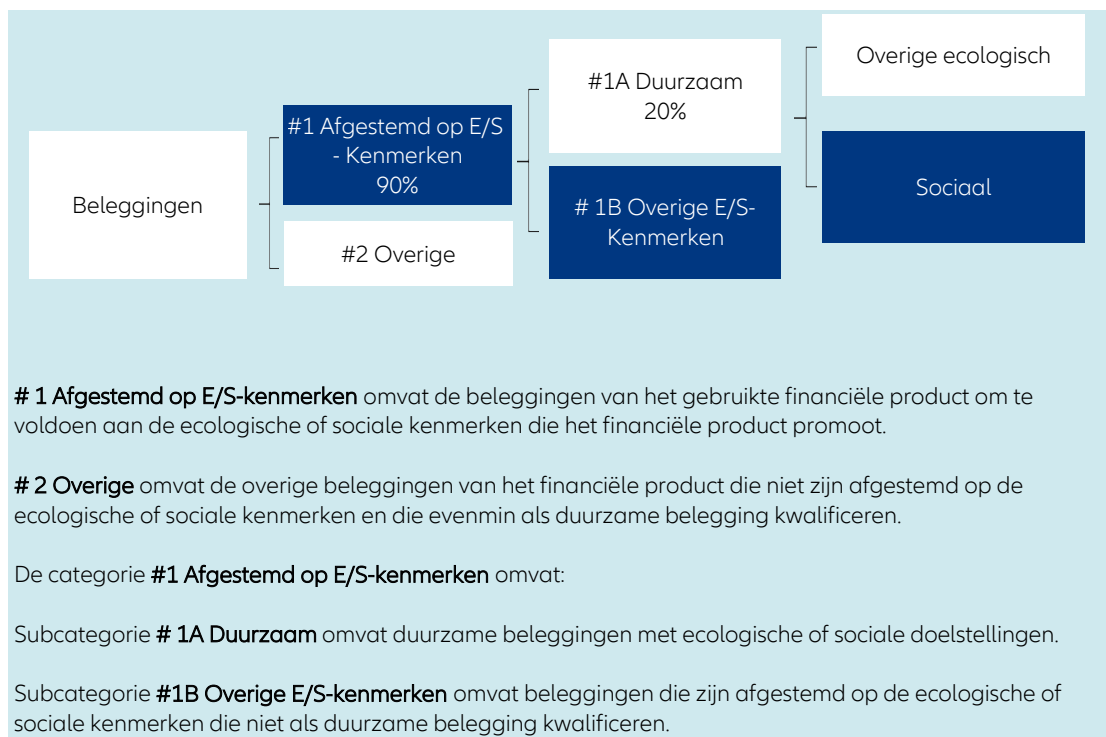 Beleggingen
#1 Afgestemd op E/S
- Kenmerken
90%
#2 Overige
#1A Duurzaam
20%
# 1B Overige E/S-
Kenmerken
Overige ecologisch
Sociaal
# 1 Afgestemd op E/S-kenmerken omvat de beleggingen van het gebruikte financiële product om te
voldoen aan de ecologische of sociale kenmerken die het financiële product promoot.
# 2 Overige omvat de overige beleggingen van het financiële product die niet zijn afgestemd op de
ecologische of sociale kenmerken en die evenmin als duurzame belegging kwalificeren.
De categorie #1 Afgestemd op E/S-kenmerken omvat:
Subcategorie # 1A Duurzaam omvat duurzame beleggingen met ecologische of sociale doelstellingen.
Subcategorie #1B Overige E/S-kenmerken omvat beleggingen die zijn afgestemd op de ecologische of
sociale kenmerken die niet als duurzame belegging kwalificeren.